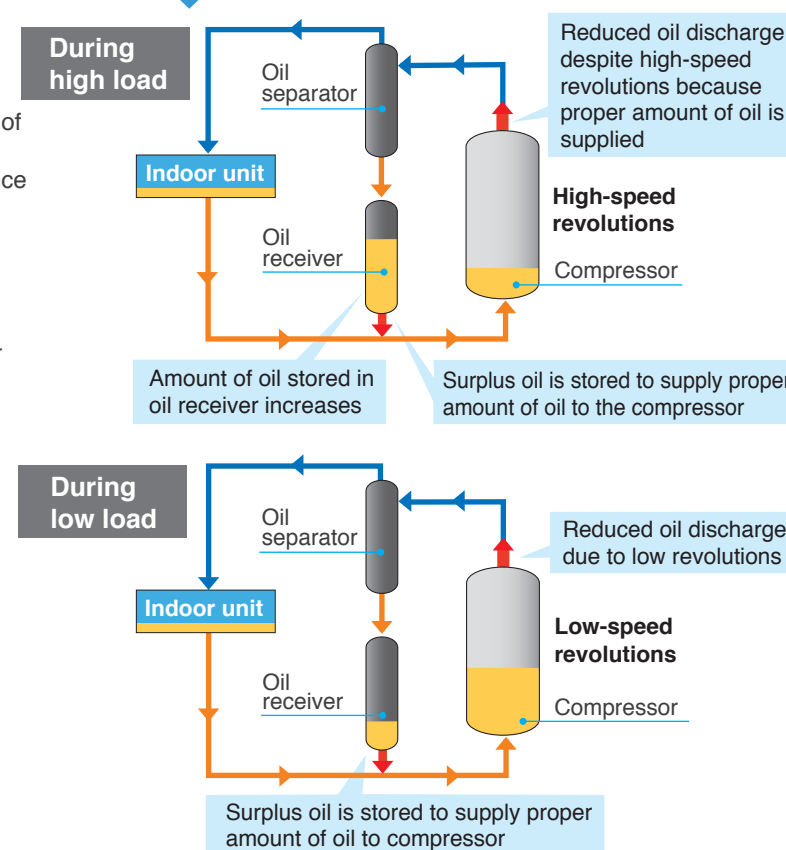 During
high load
of
Oil
separator
Reduced oil discharge
despite high-speed
revolutions because
proper amount of oil is
supplied
Indoor unit
High-speed
revolutions
Oil
receiver
Compressor
Amount of oil stored in
oil receiver increases
Surplus oil is stored to supply proper
amount of oil to the compressor
During
low load
Oil
separator
Reduced oil discharge
due to low revolutions
Indoor unit
Low-speed
revolutions
Oil
receiver
Compressor
Surplus oil is stored to supply proper
amount of oil to compressor